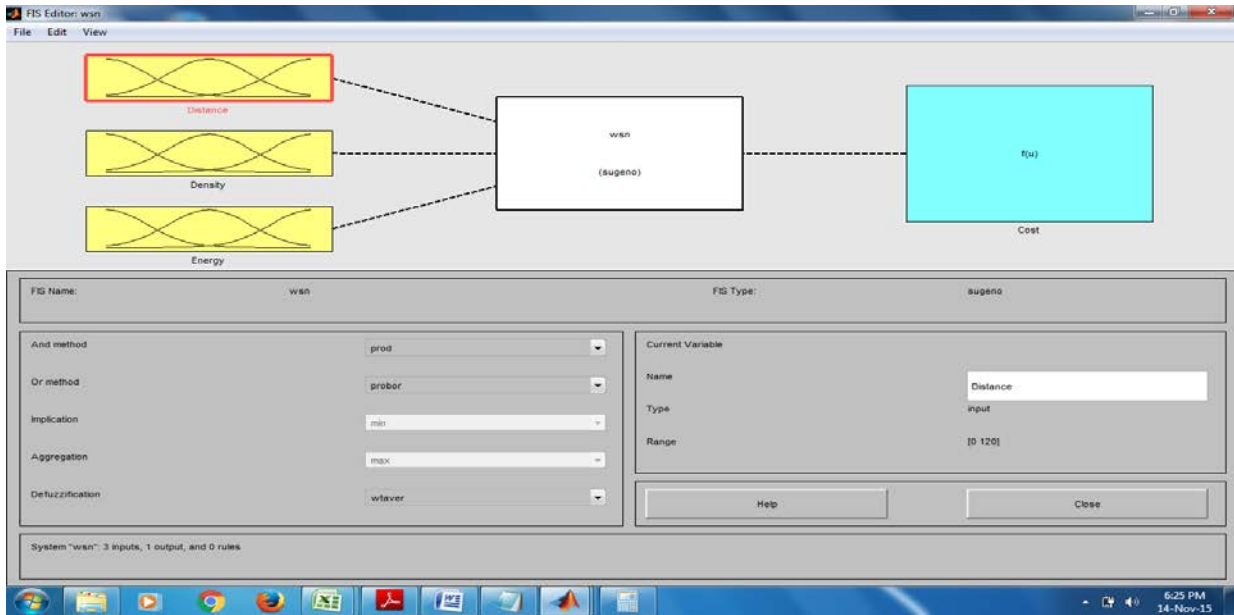 FIS Editor: wsn
File Edit View
Distance
Density
Energy
wsn
(sugeno)
f(u)
Cost
FIS Name: wsn FIS Type: sugeno
And method prod
Or method probor
Implication min
Aggregation max
Defuzzification wtaver
Current Variable
Name Distance
Type input
Range [0 120]
Help Close
System "wsn": 3 inputs, 1 output, and 0 rules
6:25 PM
14-Nov-15